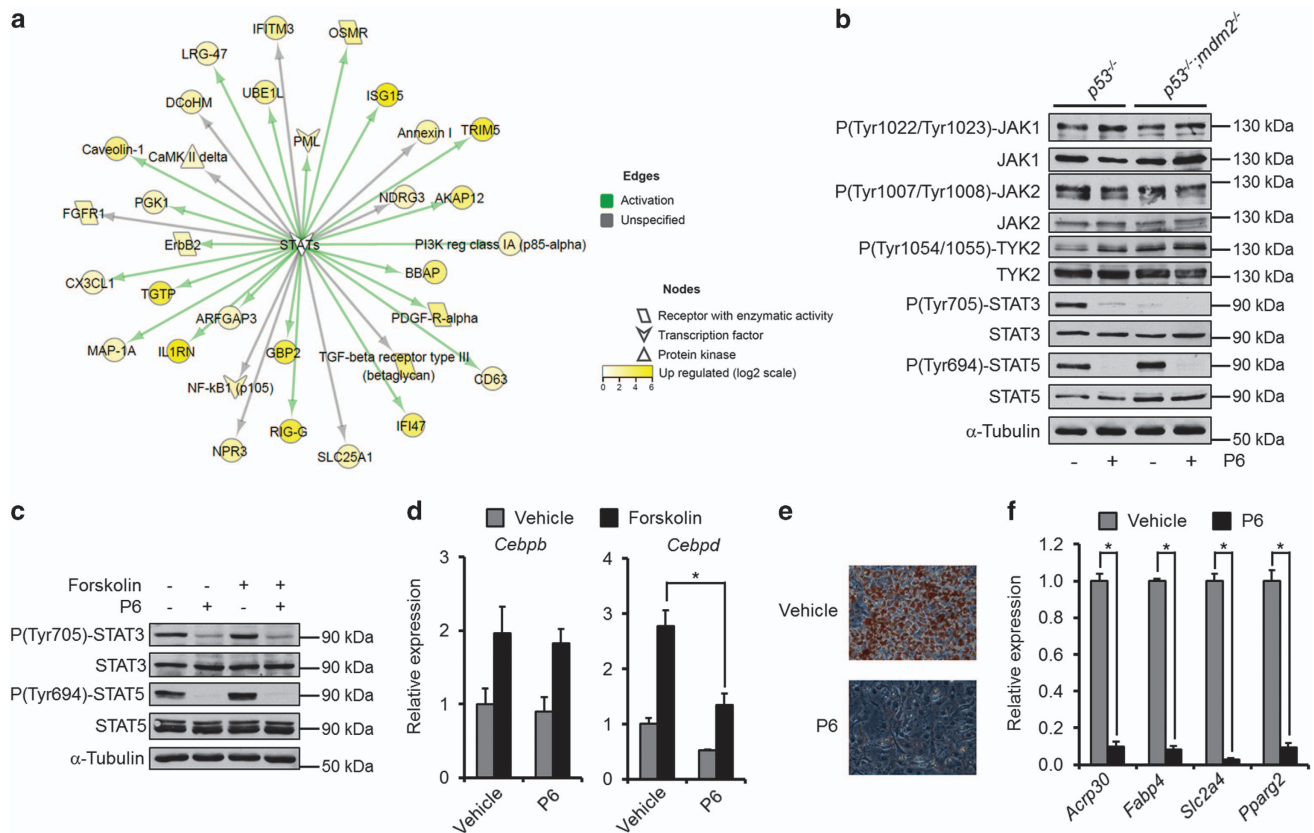 a
IFITM3
OSMR
LRG-47
UBE1L
ISG15
DCoHM
PML
Annexin I
TRIM5
Caveolin-1
CaMK II delta
NDRG3
AKAP12
FGFR1
PGK1
ErbB2
STATs
PI3K reg class IA (p85-alpha)
CX3CL1
TGTP
BBAP
ARFGAP3
PDGF-R-alpha
MAP-1A
IL1RN
GBP2
TGF-beta receptor type III
(betaglycan)
CD63
NF-kB1 (p105)
NPR3
RIG-G
SLC25A1
IFI47
Edges
Activation
Unspecified
Nodes
Receptor with enzymatic activity
Transcription factor
Protein kinase
Up regulated (log2 scale)
0 2 4 6
b
p53-/-
p53-/-;mdm2-/-
P(Tyr1022/Tyr1023)-JAK1
130 kDa
JAK1
130 kDa
P(Tyr1007/Tyr1008)-JAK2
130 kDa
JAK2
130 kDa
P(Tyr1054/1055)-TYK2
130 kDa
TYK2
130 kDa
P(Tyr705)-STAT3
90 kDa
STAT3
90 kDa
P(Tyr694)-STAT5
90 kDa
STAT5
90 kDa
α-Tubulin
50 kDa
- + - + P6
c
Forskolin - - + +
P6 - + - +
P(Tyr705)-STAT3
90 kDa
STAT3
90 kDa
P(Tyr694)-STAT5
90 kDa
STAT5
90 kDa
α-Tubulin
50 kDa
d
Vehicle
Forskolin
Cebpb
Cebpd
Relative expression
3
2
1
0
4
3
2
1
0
*
Vehicle
P6
Vehicle
P6
e
Vehicle
P6
f
Vehicle
P6
Relative expression
1.2
1.0
0.8
0.6
0.4
0.2
0.0
* * * *
Acrp30
Fabp4
Slc2a4
Pparg2